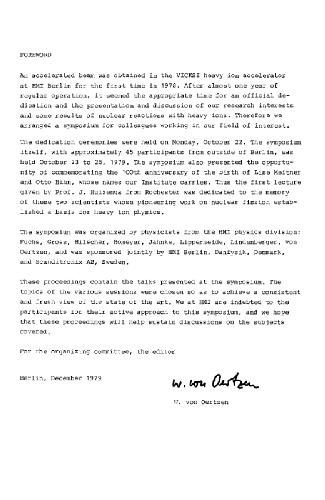 FOREWORD
An accelerated beam was obtained in the VICKSI heavy ion accelerator
at HMI Berlin for the first time in 1978. After almost one year of
regular operation, it seemed the appropriate time for an official de-
dication and the presentation and discussion of our research interests
and some results of nuclear reactions with heavy ions. Therefore we
arranged a symposium for colleagues working in our field of interest.
The dedication ceremonies were held on Monday, October 22. The symposium
itself, with approximately 45 participants from outside of Berlin, was
held October 23 to 25, 1979. The symposium also presented the opportu-
nity of commemorating the 100th anniversary of the birth of Lise Meitner
and Otto Hahn, whose names our Institute carries. Thus the first lecture
given by Prof. J. Huizenga from Rochester was dedicated to the memory
of these two scientists whose pioneering work on nuclear fission estab-
lished a basis for heavy ion physics.
The symposium was organized by physicists from the HMI physics division:
Fuchs, Gross, Hilscher, Homeyer, Jahnke, Lipperheide, Lindenberger, von
Oertzen, and was sponsored jointly by HMI Berlin, Danfysik, Denmark,
and Scanditronix AB, Sweden.
These proceedings contain the talks presented at the symposium. The
topics of the various sessions were chosen so as to achieve a consistent
and fresh view of the state of the art. We at HMI are indebted to the
participants for their active approach to this symposium, and we hope
that these proceedings will help sustain discussions on the subjects
covered.
For the organizing committee, the editor
Berlin, December 1979
W. von Oertzen
W. von Oertzen